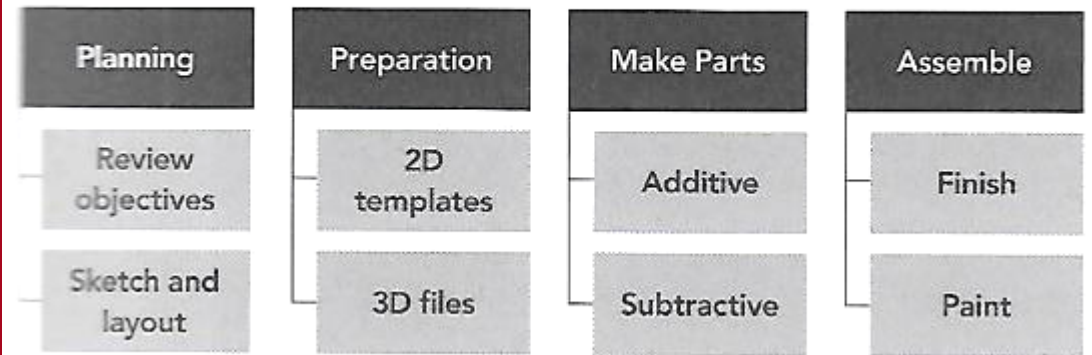 Planning
Review
objectives
Sketch and
layout
Preparation
2D
templates
3D files
Make Parts
Additive
Subtractive
Assemble
Finish
Paint